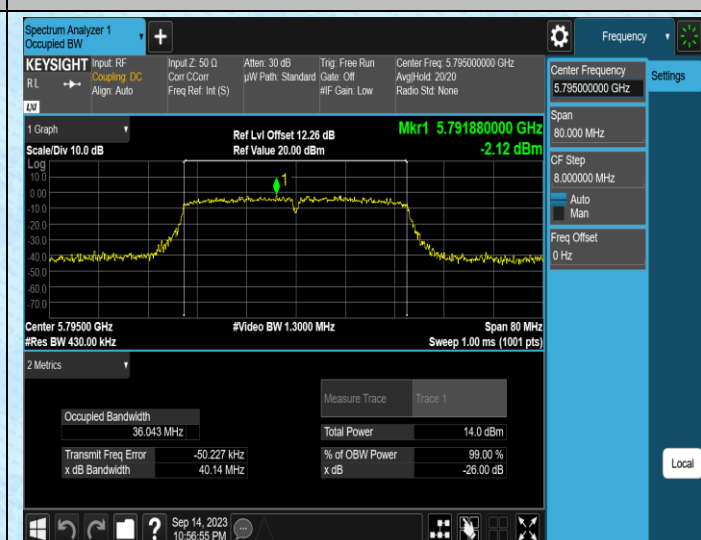 Spectrum Analyzer 1
Occupied BW
Frequency
KEYSIGHT
RL
LXI
Input: RF
Coupling: DC
Align: Auto
Input Z: 50 Ω
Corr CCorr
Freq Ref: Int (S)
Atten: 30 dB
µW Path: Standard
Trig: Free Run
Gate: Off
#IF Gain: Low
Center Freq: 5.795000000 GHz
Avg|Hold: 20/20
Radio Std: None
1 Graph
Scale/Div 10.0 dB
Ref Lvl Offset 12.26 dB
Ref Value 20.00 dBm
Mkr1 5.791880000 GHz
-2.12 dBm
Log
10.0
0.00
-10.0
-20.0
-30.0
-40.0
-50.0
-60.0
-70.0
1
Center 5.79500 GHz
#Res BW 430.00 kHz
#Video BW 1.3000 MHz
Span 80 MHz
Sweep 1.00 ms (1001 pts)
2 Metrics
Measure Trace
Trace 1
Occupied Bandwidth
36.043 MHz
Total Power
14.0 dBm
Transmit Freq Error
-50.227 kHz
% of OBW Power
99.00 %
x dB Bandwidth
40.14 MHz
x dB
-26.00 dB
Center Frequency
5.795000000 GHz
Span
80.000 MHz
CF Step
8.000000 MHz
Auto
Man
Freq Offset
0 Hz
Settings
Local
Sep 14, 2023
10:56:55 PM